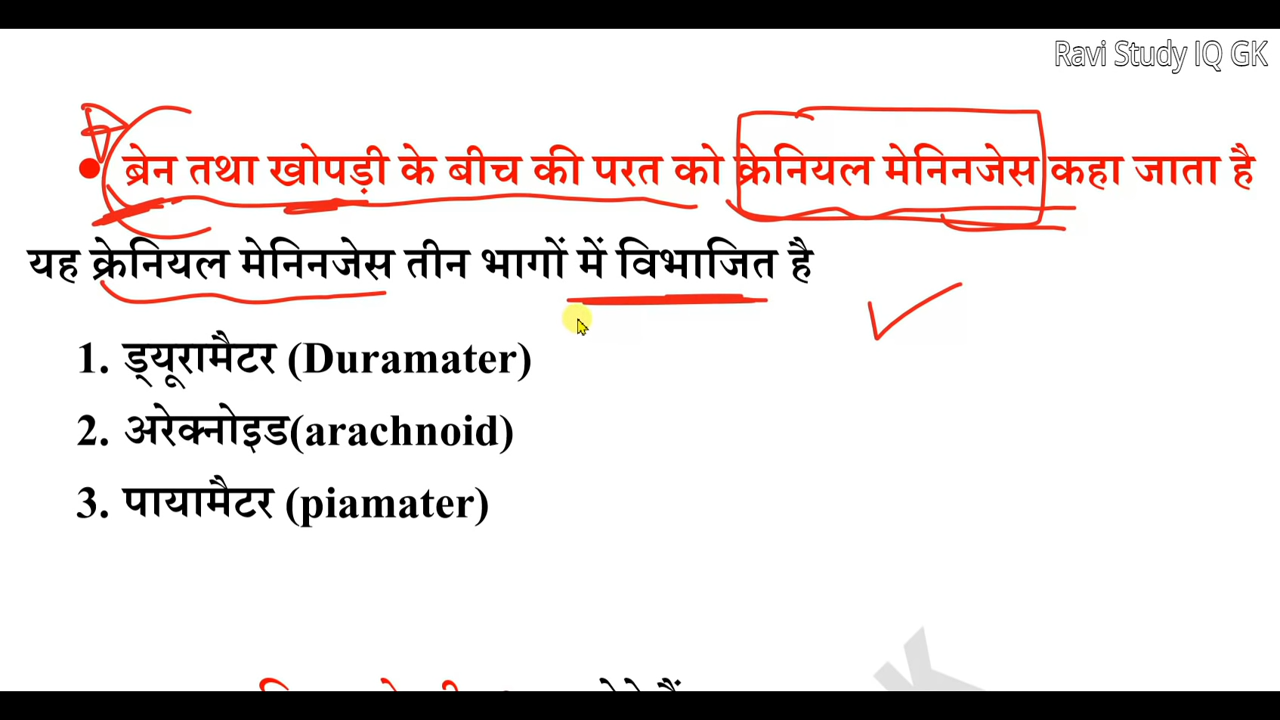 Ravi Study IQ GK
• ब्रेन तथा खोपड़ी के बीच की परत को क्रेनियल मेनिनजेस कहा जाता है
यह क्रेनियल मेनिनजेस तीन भागों में विभाजित है
1. ड्यूरामैटर (Duramater)
2. अरेक्नोइड(arachnoid)
3. पायामैटर (piamater)